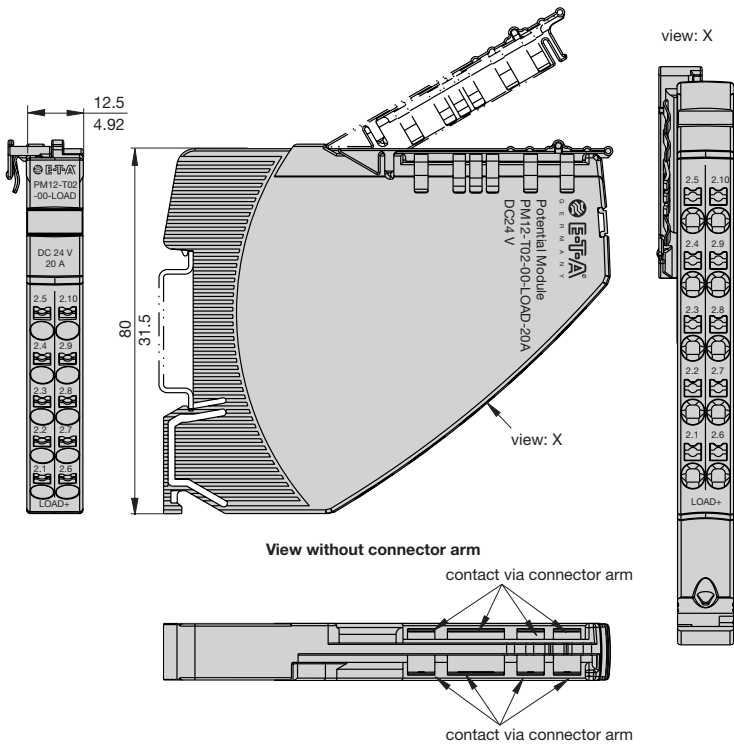 view: X
12.5
4.92
E-T-A
PM12-T02
-00-LOAD
DC 24 V
20 A
2.5 2.10
2.4 2.9
2.3 2.8
2.2 2.7
2.1 2.6
LOAD+
80
31.5
E-T-A
GERMANY
Potential Module
PM12-T02-00-LOAD-20A
DC24 V
view: X
2.5 2.10
2.4 2.9
2.3 2.8
2.2 2.7
2.1 2.6
LOAD+
View without connector arm
contact via connector arm
contact via connector arm